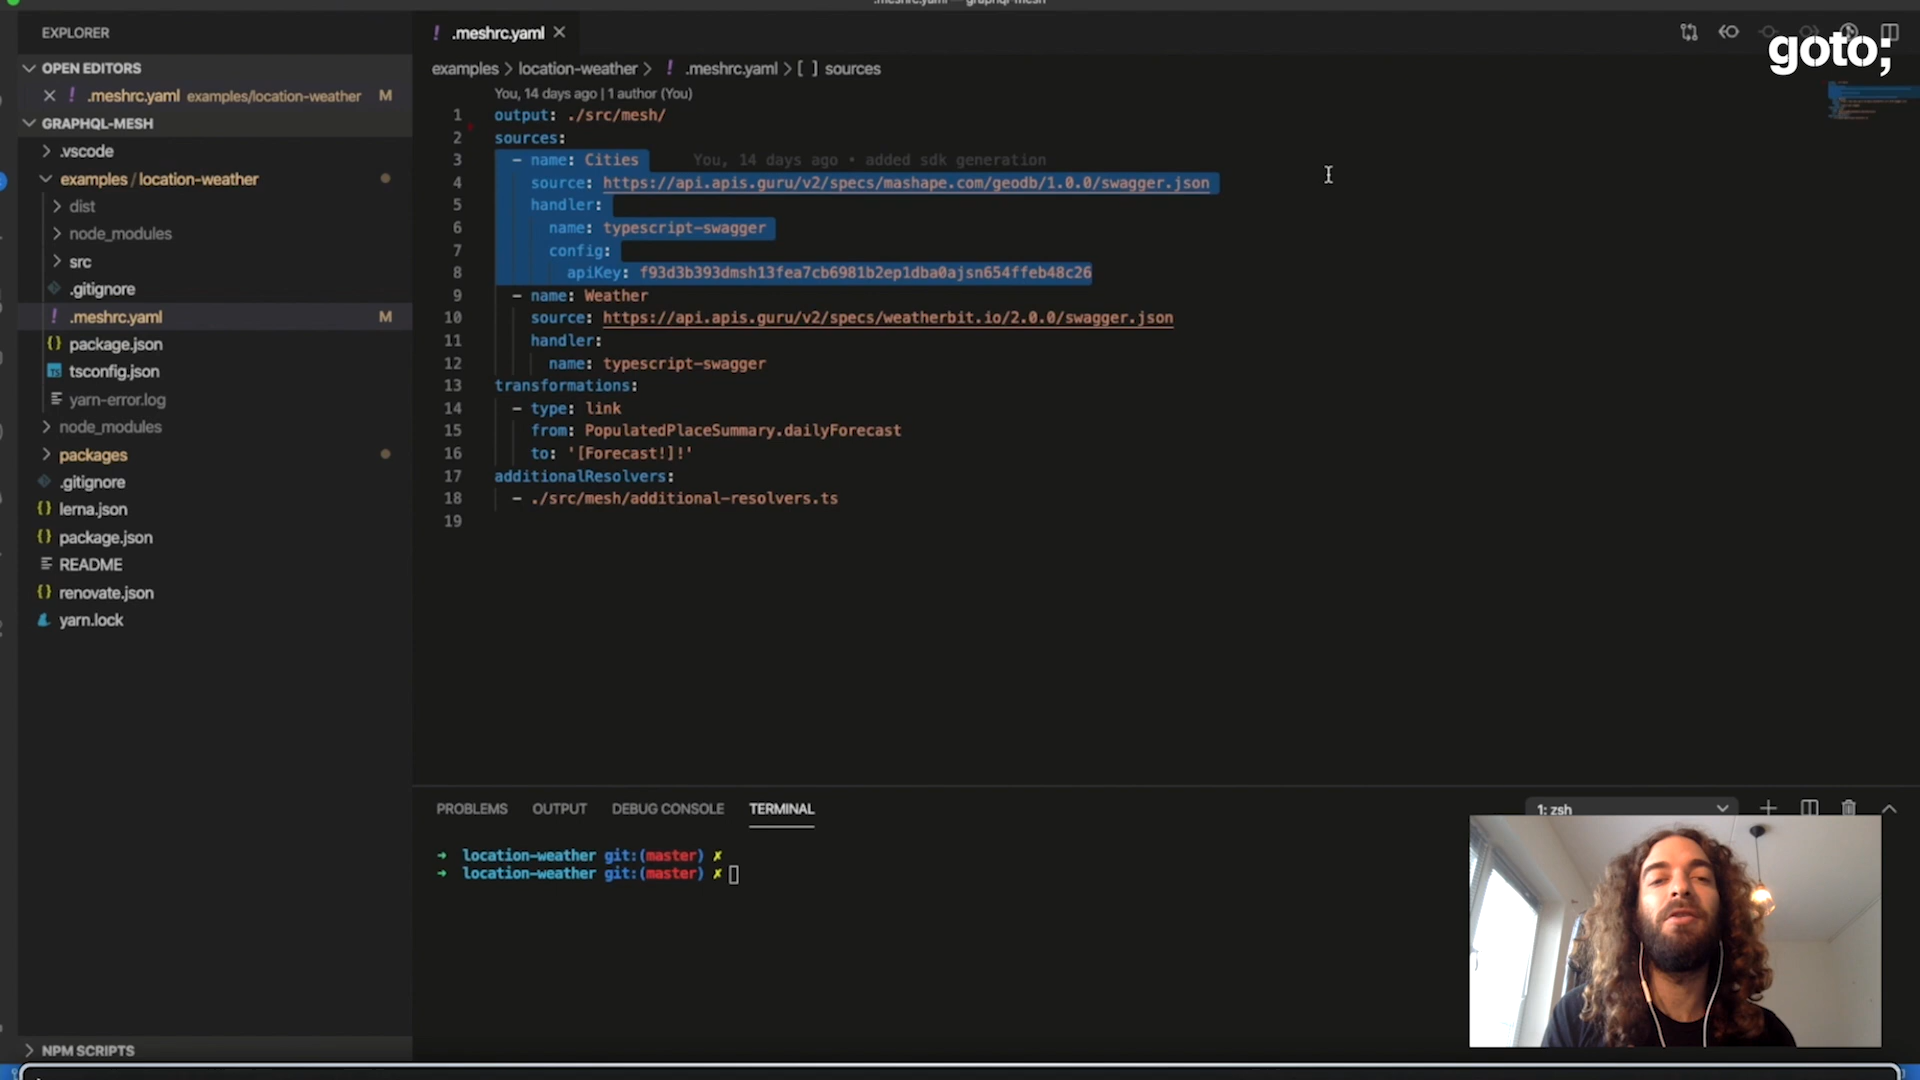 .meshrc.yaml — graphql-mesh
goto;
EXPLORER
OPEN EDITORS
.meshrc.yaml examples/location-weather M
GRAPHQL-MESH
.vscode
examples / location-weather
dist
node_modules
src
.gitignore
.meshrc.yaml M
package.json
tsconfig.json
yarn-error.log
node_modules
packages
.gitignore
lerna.json
package.json
README
renovate.json
yarn.lock
NPM SCRIPTS
.meshrc.yaml
examples > location-weather > ! .meshrc.yaml > [ ] sources
You, 14 days ago | 1 author (You)
1 output: ./src/mesh/
2 sources:
3 - name: Cities You, 14 days ago • added sdk generation
4 source: https://api.apis.guru/v2/specs/mashape.com/geodb/1.0.0/swagger.json
5 handler:
6 name: typescript-swagger
7 config:
8 apiKey: f93d3b393dmsh13fea7cb6981b2ep1dba0ajsn654ffeb48c26
9 - name: Weather
10 source: https://api.apis.guru/v2/specs/weatherbit.io/2.0.0/swagger.json
11 handler:
12 name: typescript-swagger
13 transformations:
14 - type: link
15 from: PopulatedPlaceSummary.dailyForecast
16 to: '[Forecast!]!'
17 additionalResolvers:
18 - ./src/mesh/additional-resolvers.ts
19
PROBLEMS OUTPUT DEBUG CONSOLE TERMINAL 1: zsh
➜ location-weather git:(master) ✗
➜ location-weather git:(master) ✗